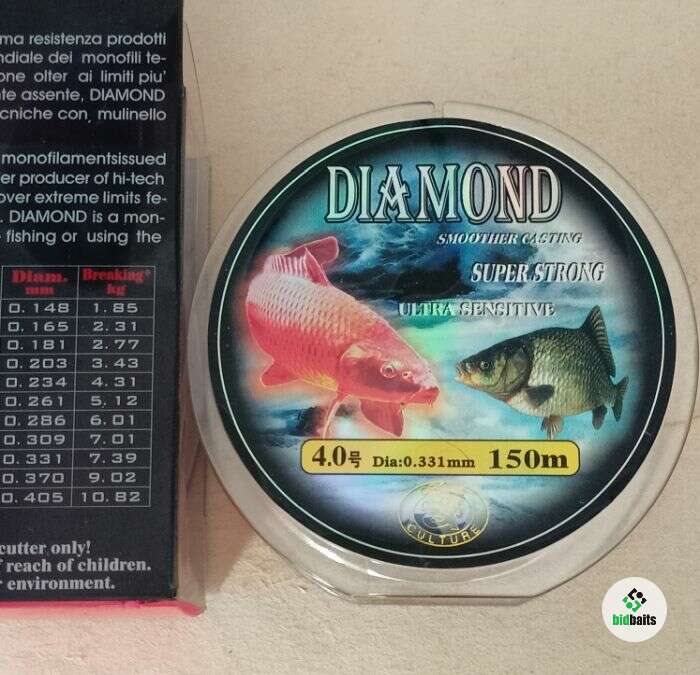 ma resistenza prodotti
ndiale dei monofili te-
one olter ai limiti piu'
te assente, DIAMOND
cniche con, mulinello
monofilamentsissued
er producer of hi-tech
over extreme limits fe-
. DIAMOND is a mon-
fishing or using the
Diam. Breaking*
mm kg
0.148 1.85
0.165 2.31
0.181 2.77
0.203 3.43
0.234 4.31
0.261 5.12
0.286 6.01
0.309 7.01
0.331 7.39
0.370 9.02
0.405 10.82
cutter only!
f reach of children.
r environment.
DIAMOND
SMOOTHER CASTING
SUPER STRONG
ULTRA SENSITIVE
4.0号 Dia:0.331mm 150m
CULTURE
bidbaits